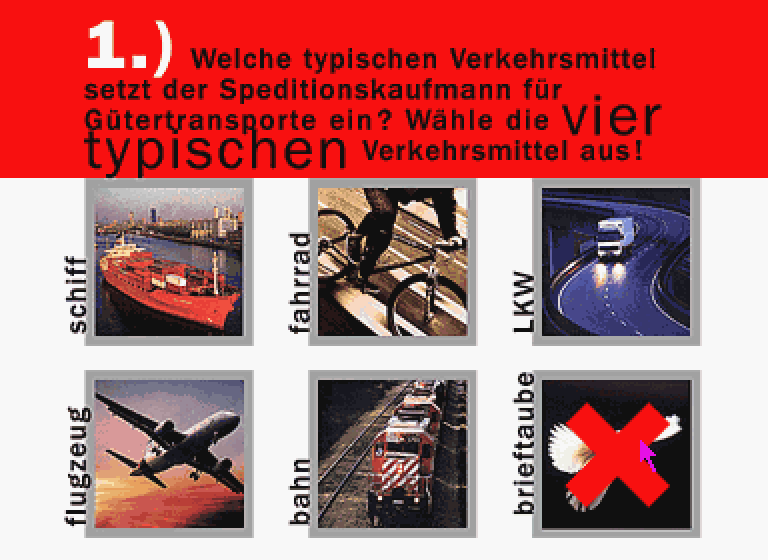 1.) Welche typischen Verkehrsmittel
setzt der Speditionskaufmann für
Gütertransporte ein? Wähle die vier
typischen Verkehrsmittel aus!
schiff
fahrrad
LKW
flugzeug
bahn
brieftaube